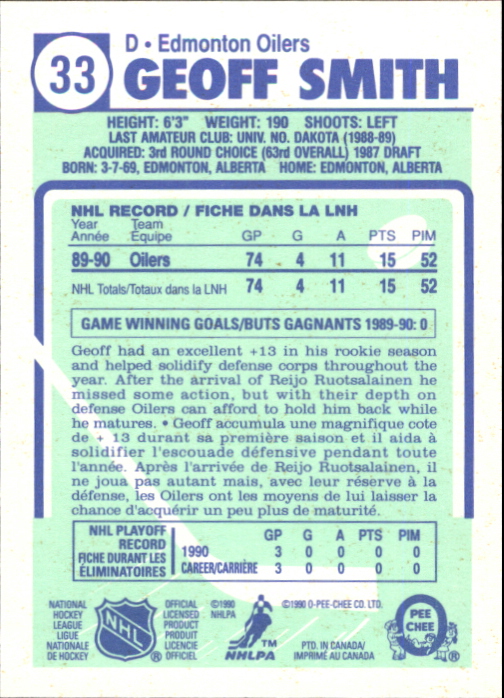 33
D • Edmonton Oilers
GEOFF SMITH
HEIGHT: 6'3" WEIGHT: 190 SHOOTS: LEFT
LAST AMATEUR CLUB: UNIV. NO. DAKOTA (1988-89)
ACQUIRED: 3rd ROUND CHOICE (63rd OVERALL) 1987 DRAFT
BORN: 3-7-69, EDMONTON, ALBERTA HOME: EDMONTON, ALBERTA
NHL RECORD / FICHE DANS LA LNH
Year Team
Année Équipe GP G A PTS PIM
89-90 Oilers 74 4 11 15 52
NHL Totals/Totaux dans la LNH 74 4 11 15 52
GAME WINNING GOALS/BUTS GAGNANTS 1989-90: 0
Geoff had an excellent +13 in his rookie season
and helped solidify defense corps throughout the
year. After the arrival of Reijo Ruotsalainen he
missed some action, but with their depth on
defense Oilers can afford to hold him back while
he matures. • Geoff accumula une magnifique cote
de + 13 durant sa première saison et il aida à
solidifier l'escouade défensive pendant toute
l'année. Après l'arrivée de Reijo Ruotsalainen, il
ne joua pas autant mais, avec leur réserve à la
défense, les Oilers ont les moyens de lui laisser la
chance d'acquérir un peu plus de maturité.
NHL PLAYOFF
RECORD
FICHE DURANT LES
ÉLIMINATOIRES
GP G A PTS PIM
1990 3 0 0 0 0
CAREER/CARRIÈRE 3 0 0 0 0
NATIONAL
HOCKEY
LEAGUE
LIGUE
NATIONALE
DE HOCKEY
NHL
®
OFFICIAL
LICENSED
PRODUCT
PRODUIT
LICENCIE
OFFICIEL
©1990
NHLPA
TM
NHLPA
©1990 O-PEE-CHEE CO. LTD.
PTD. IN CANADA/
IMPRIMÉ AU CANADA
O
PEE
CHEE
®